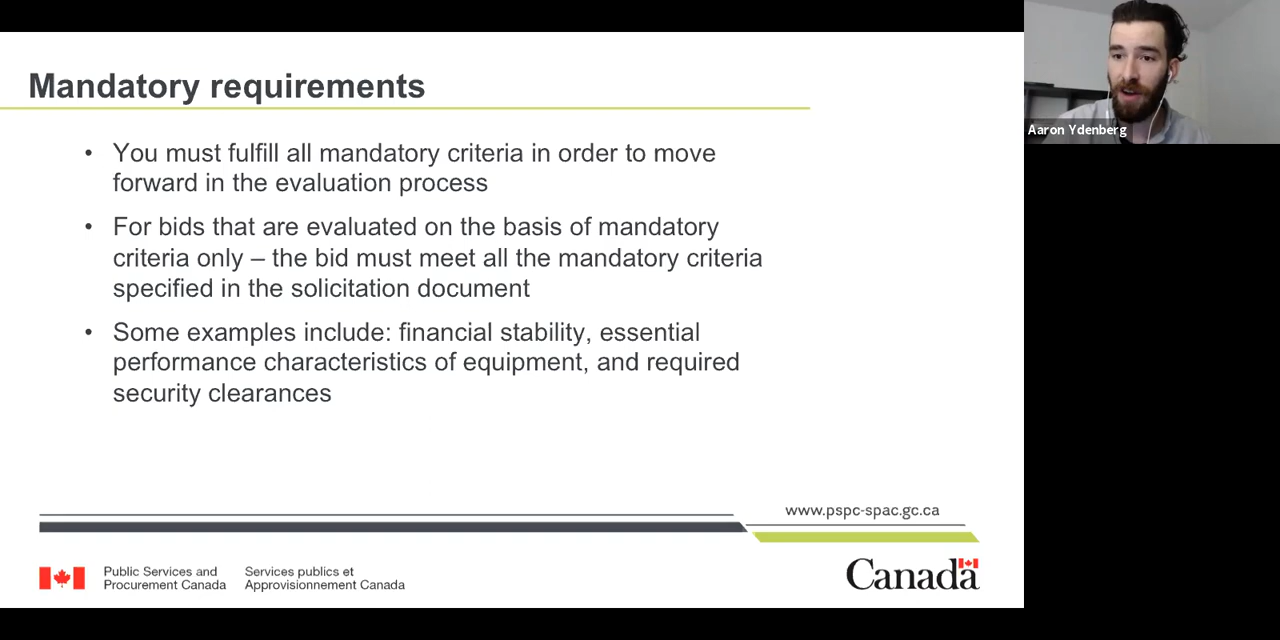 Mandatory requirements
• You must fulfill all mandatory criteria in order to move
forward in the evaluation process
• For bids that are evaluated on the basis of mandatory
criteria only – the bid must meet all the mandatory criteria
specified in the solicitation document
• Some examples include: financial stability, essential
performance characteristics of equipment, and required
security clearances
www.pspc-spac.gc.ca
Public Services and
Procurement Canada
Services publics et
Approvisionnement Canada
Canada
Aaron Ydenberg